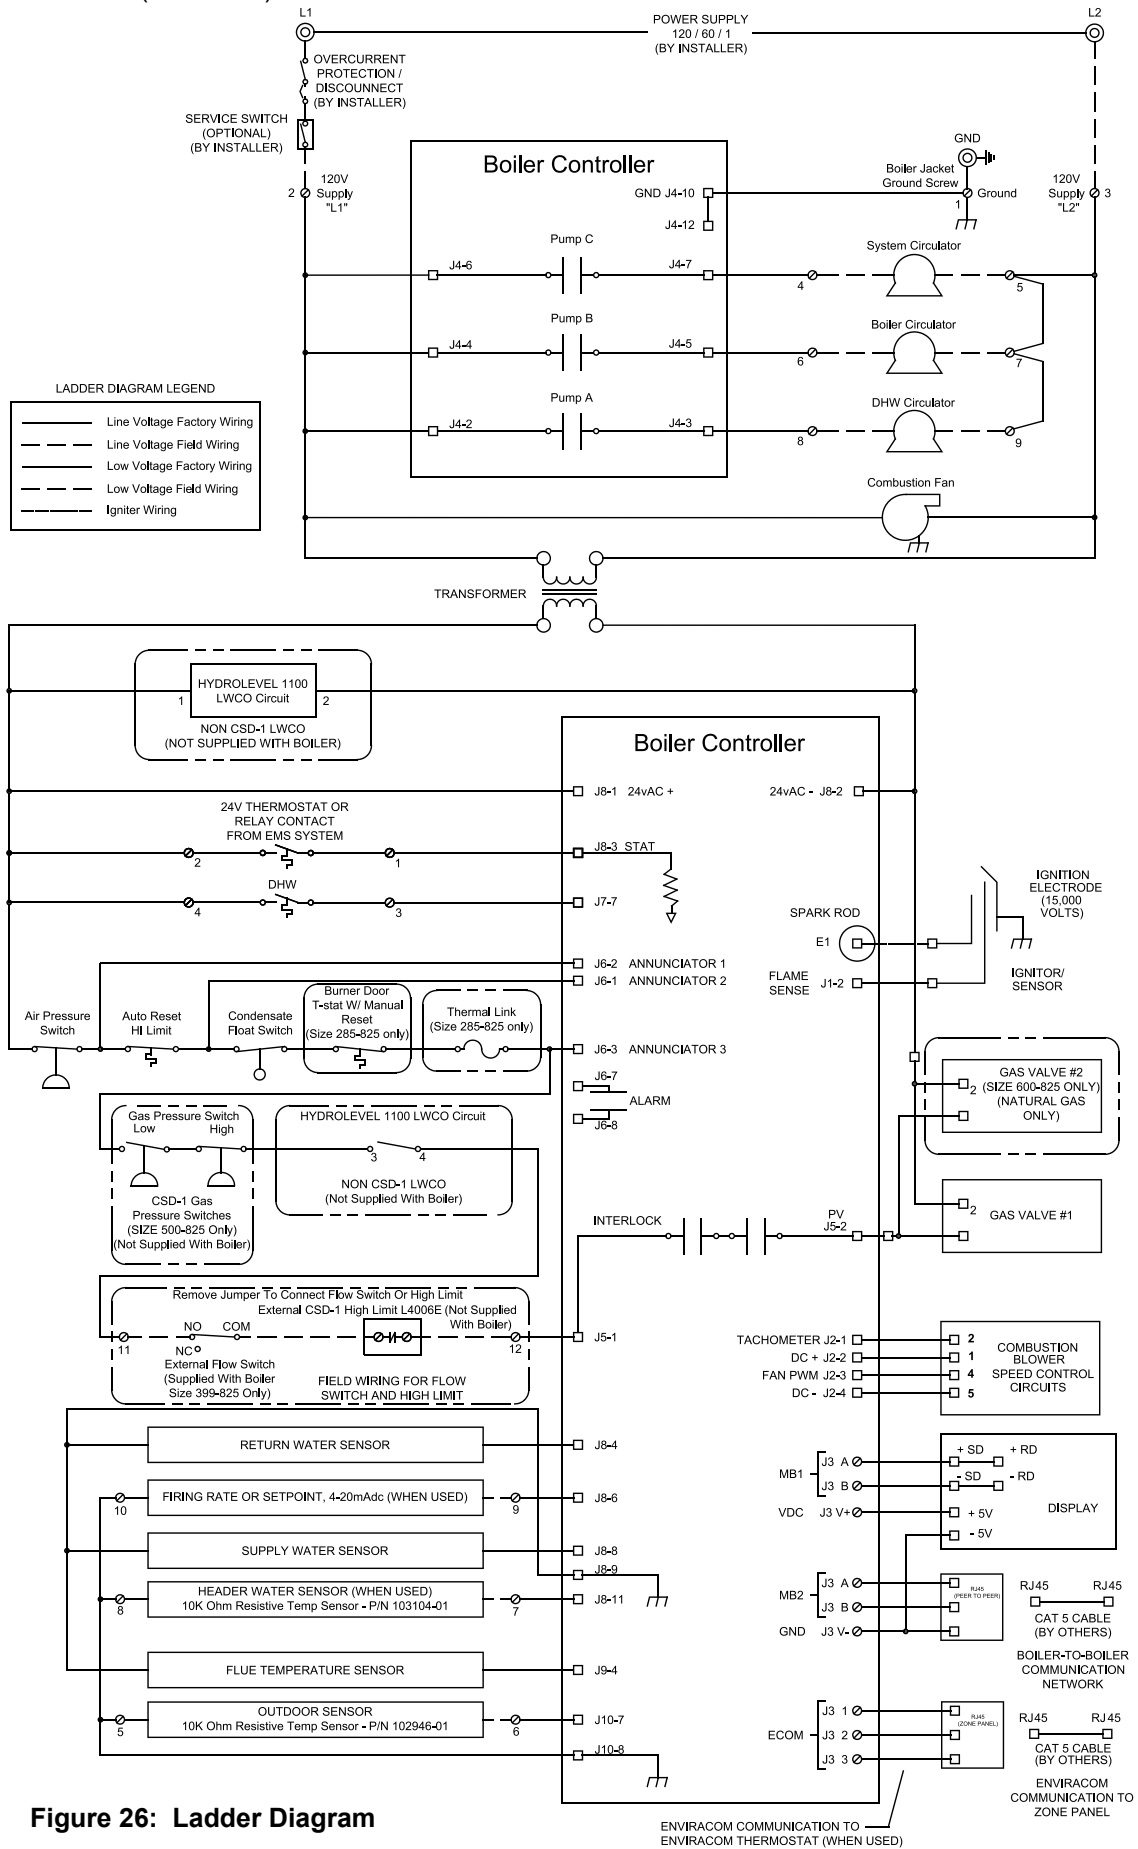 L1
L2
POWER SUPPLY
120 / 60 / 1
(BY INSTALLER)
OVERCURRENT
PROTECTION /
DISCOUNNECT
(BY INSTALLER)
SERVICE SWITCH
(OPTIONAL)
(BY INSTALLER)
2
120V
Supply
"L1"
Boiler Controller
GND J4-10
J4-12
GND
Boiler Jacket
Ground Screw
1
Ground
120V
Supply
"L2"
3
Pump C
J4-6
J4-7
System Circulator
4
5
Pump B
J4-4
J4-5
Boiler Circulator
6
7
Pump A
J4-2
J4-3
DHW Circulator
8
9
LADDER DIAGRAM LEGEND
Line Voltage Factory Wiring
Line Voltage Field Wiring
Low Voltage Factory Wiring
Low Voltage Field Wiring
Igniter Wiring
Combustion Fan
TRANSFORMER
HYDROLEVEL 1100
LWCO Circuit
1
2
NON CSD-1 LWCO
(NOT SUPPLIED WITH BOILER)
Boiler Controller
J8-1 24vAC +
24vAC - J8-2
24V THERMOSTAT OR
RELAY CONTACT
FROM EMS SYSTEM
2
1
J8-3 STAT
DHW
4
3
J7-7
SPARK ROD
E1
FLAME
SENSE
J1-2
IGNITION
ELECTRODE
(15,000
VOLTS)
IGNITOR/
SENSOR
J6-2 ANNUNCIATOR 1
J6-1 ANNUNCIATOR 2
Air Pressure
Switch
Auto Reset
HI Limit
Condensate
Float Switch
Burner Door
T-stat W/ Manual
Reset
(Size 285-825 only)
Thermal Link
(Size 285-825 only)
J6-3 ANNUNCIATOR 3
J6-7
ALARM
J6-8
GAS VALVE #2
(SIZE 600-825 ONLY)
(NATURAL GAS
ONLY)
2
Gas Pressure Switch
Low
High
CSD-1 Gas
Pressure Switches
(SIZE 500-825 Only)
(Not Supplied With Boiler)
HYDROLEVEL 1100 LWCO Circuit
3
4
NON CSD-1 LWCO
(Not Supplied With Boiler)
INTERLOCK
PV
J5-2
2
GAS VALVE #1
Remove Jumper To Connect Flow Switch Or High Limit
External CSD-1 High Limit L4006E (Not Supplied
With Boiler)
NO
COM
NC
11
12
J5-1
External Flow Switch
(Supplied With Boiler
Size 399-825 Only)
FIELD WIRING FOR FLOW
SWITCH AND HIGH LIMIT
TACHOMETER J2-1
DC + J2-2
FAN PWM J2-3
DC - J2-4
2
1
4
5
COMBUSTION
BLOWER
SPEED CONTROL
CIRCUITS
RETURN WATER SENSOR
J8-4
10
FIRING RATE OR SETPOINT, 4-20mAdc (WHEN USED)
9
J8-6
SUPPLY WATER SENSOR
J8-8
J8-9
8
HEADER WATER SENSOR (WHEN USED)
10K Ohm Resistive Temp Sensor - P/N 103104-01
7
J8-11
FLUE TEMPERATURE SENSOR
J9-4
5
OUTDOOR SENSOR
10K Ohm Resistive Temp Sensor - P/N 102946-01
6
J10-7
J10-8
MB1
J3 A
J3 B
VDC J3 V+
+ SD
+ RD
- SD
- RD
+ 5V
- 5V
DISPLAY
MB2
J3 A
J3 B
GND J3 V-
RJ45
(PEER TO PEER)
RJ45
RJ45
CAT 5 CABLE
(BY OTHERS)
BOILER-TO-BOILER
COMMUNICATION
NETWORK
ECOM
J3 1
J3 2
J3 3
RJ45
(ZONE PANEL)
RJ45
RJ45
CAT 5 CABLE
(BY OTHERS)
ENVIRACOM
COMMUNICATION TO
ZONE PANEL
ENVIRACOM COMMUNICATION TO
ENVIRACOM THERMOSTAT (WHEN USED)
Figure 26: Ladder Diagram